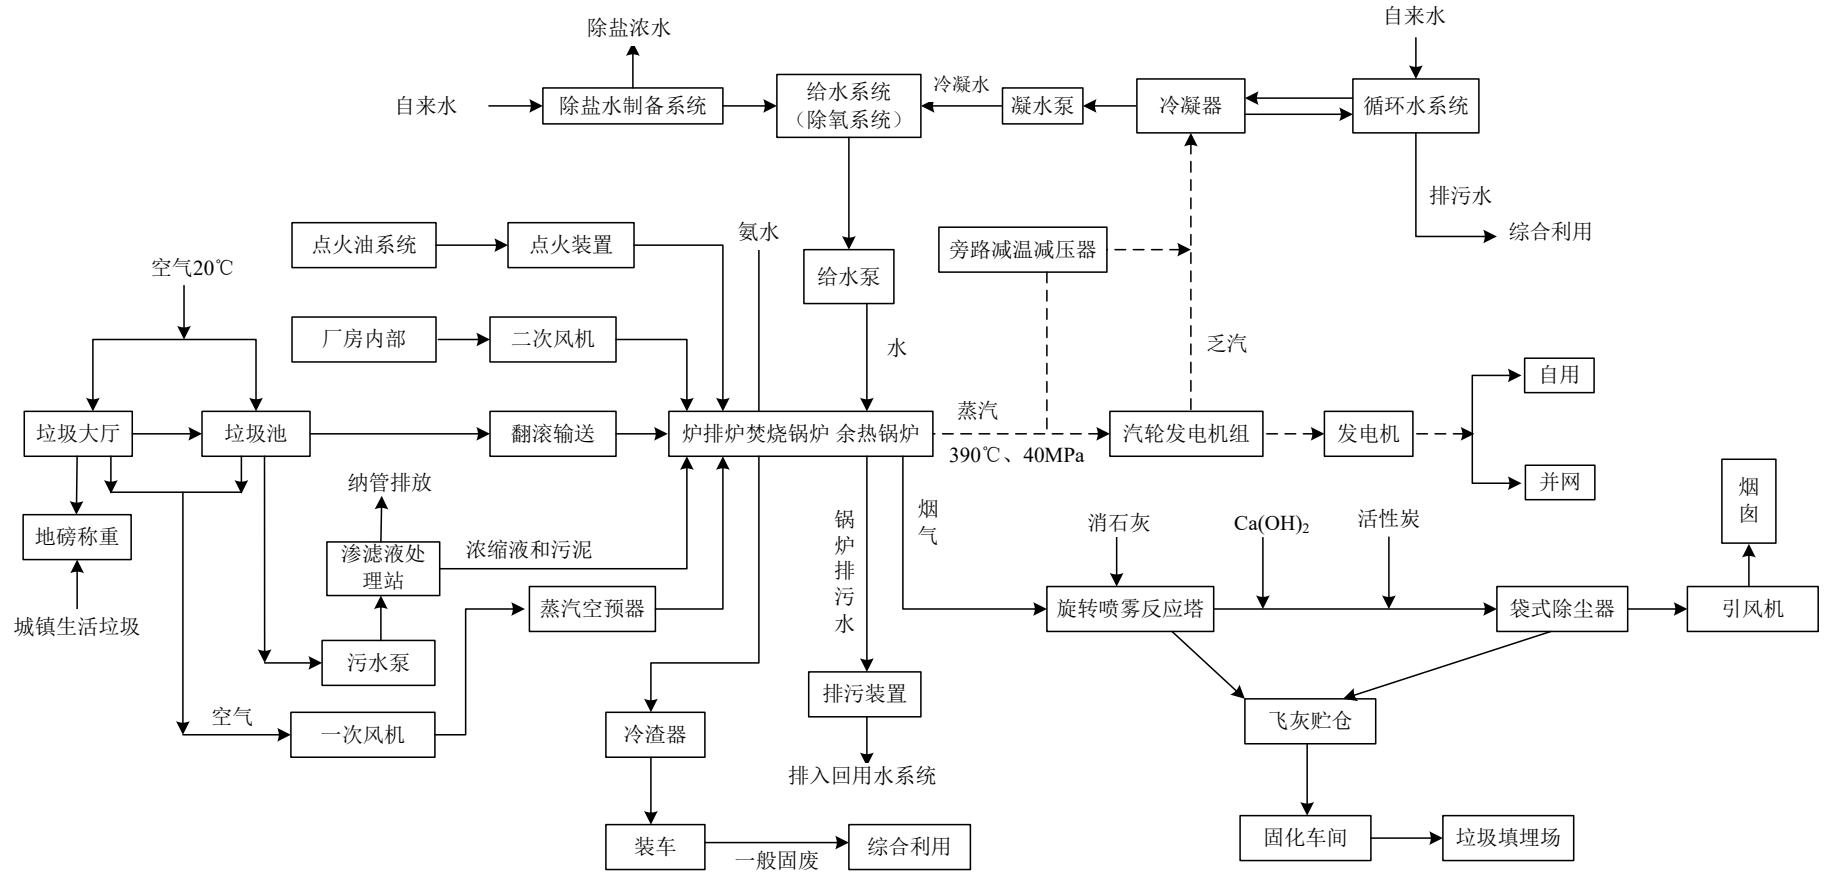 除盐浓水
自来水
自来水
除盐水制备系统
给水系统
（除氧系统）
冷凝水
凝水泵
冷凝器
循环水系统
排污水
综合利用
点火油系统
点火装置
氨水
给水泵
旁路减温减压器
空气20℃
厂房内部
二次风机
水
乏汽
自用
垃圾大厅
垃圾池
翻滚输送
炉排炉焚烧锅炉 余热锅炉
蒸汽
390℃、40MPa
汽轮发电机组
发电机
并网
烟囱
纳管排放
地磅称重
渗滤液处
理站
浓缩液和污泥
锅炉排污水
烟气
消石灰
Ca(OH)₂
活性炭
城镇生活垃圾
蒸汽空预器
旋转喷雾反应塔
袋式除尘器
引风机
污水泵
排污装置
空气
一次风机
冷渣器
飞灰贮仓
排入回用水系统
装车
一般固废
综合利用
固化车间
垃圾填埋场